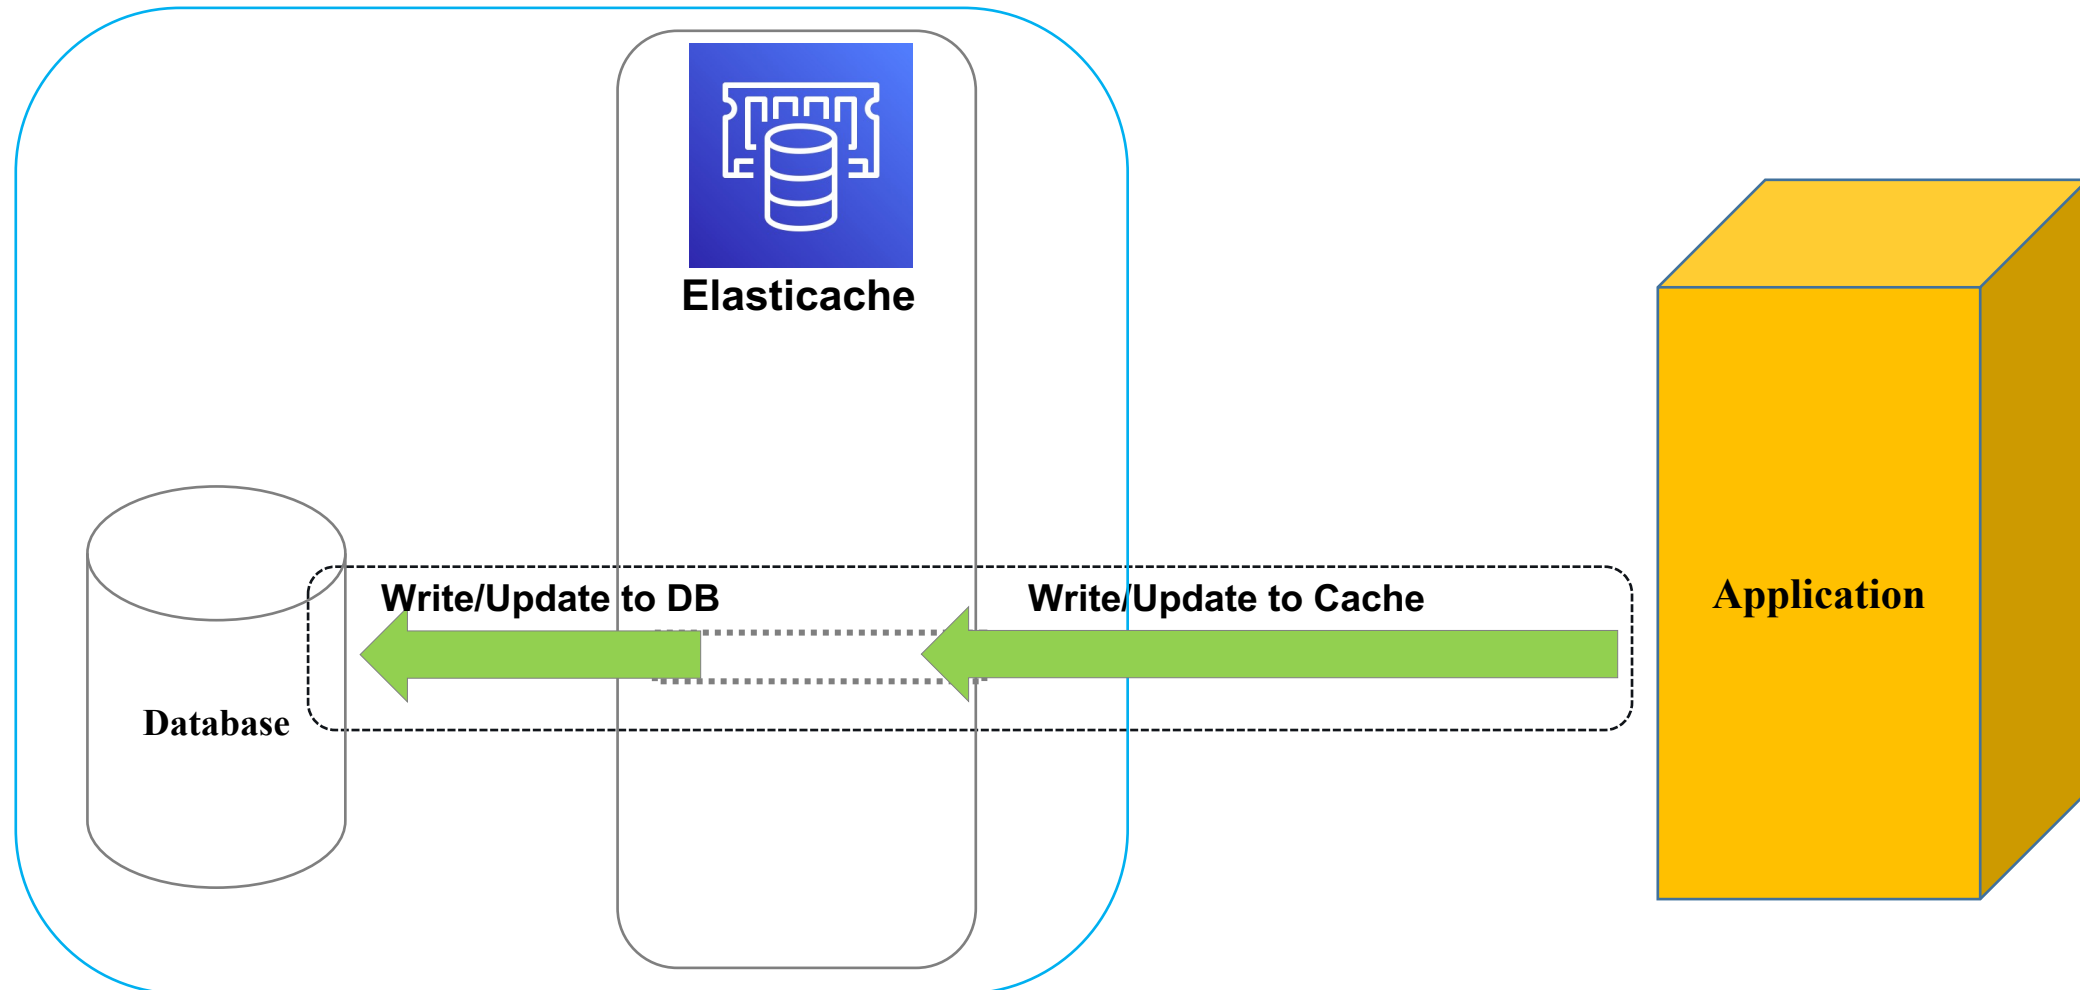 Elasticache
Write/Update to DB
Write/Update to Cache
Application
Database